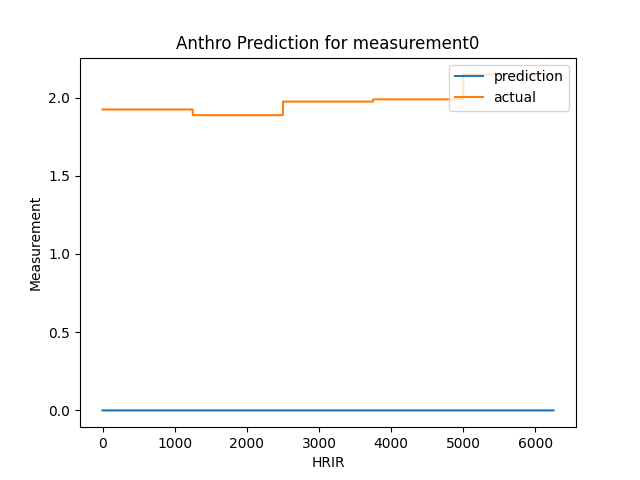 Anthro Prediction for measurement0
prediction
actual
2.0
1.5
1.0
0.5
0.0
Measurement
0 1000 2000 3000 4000 5000 6000
HRIR